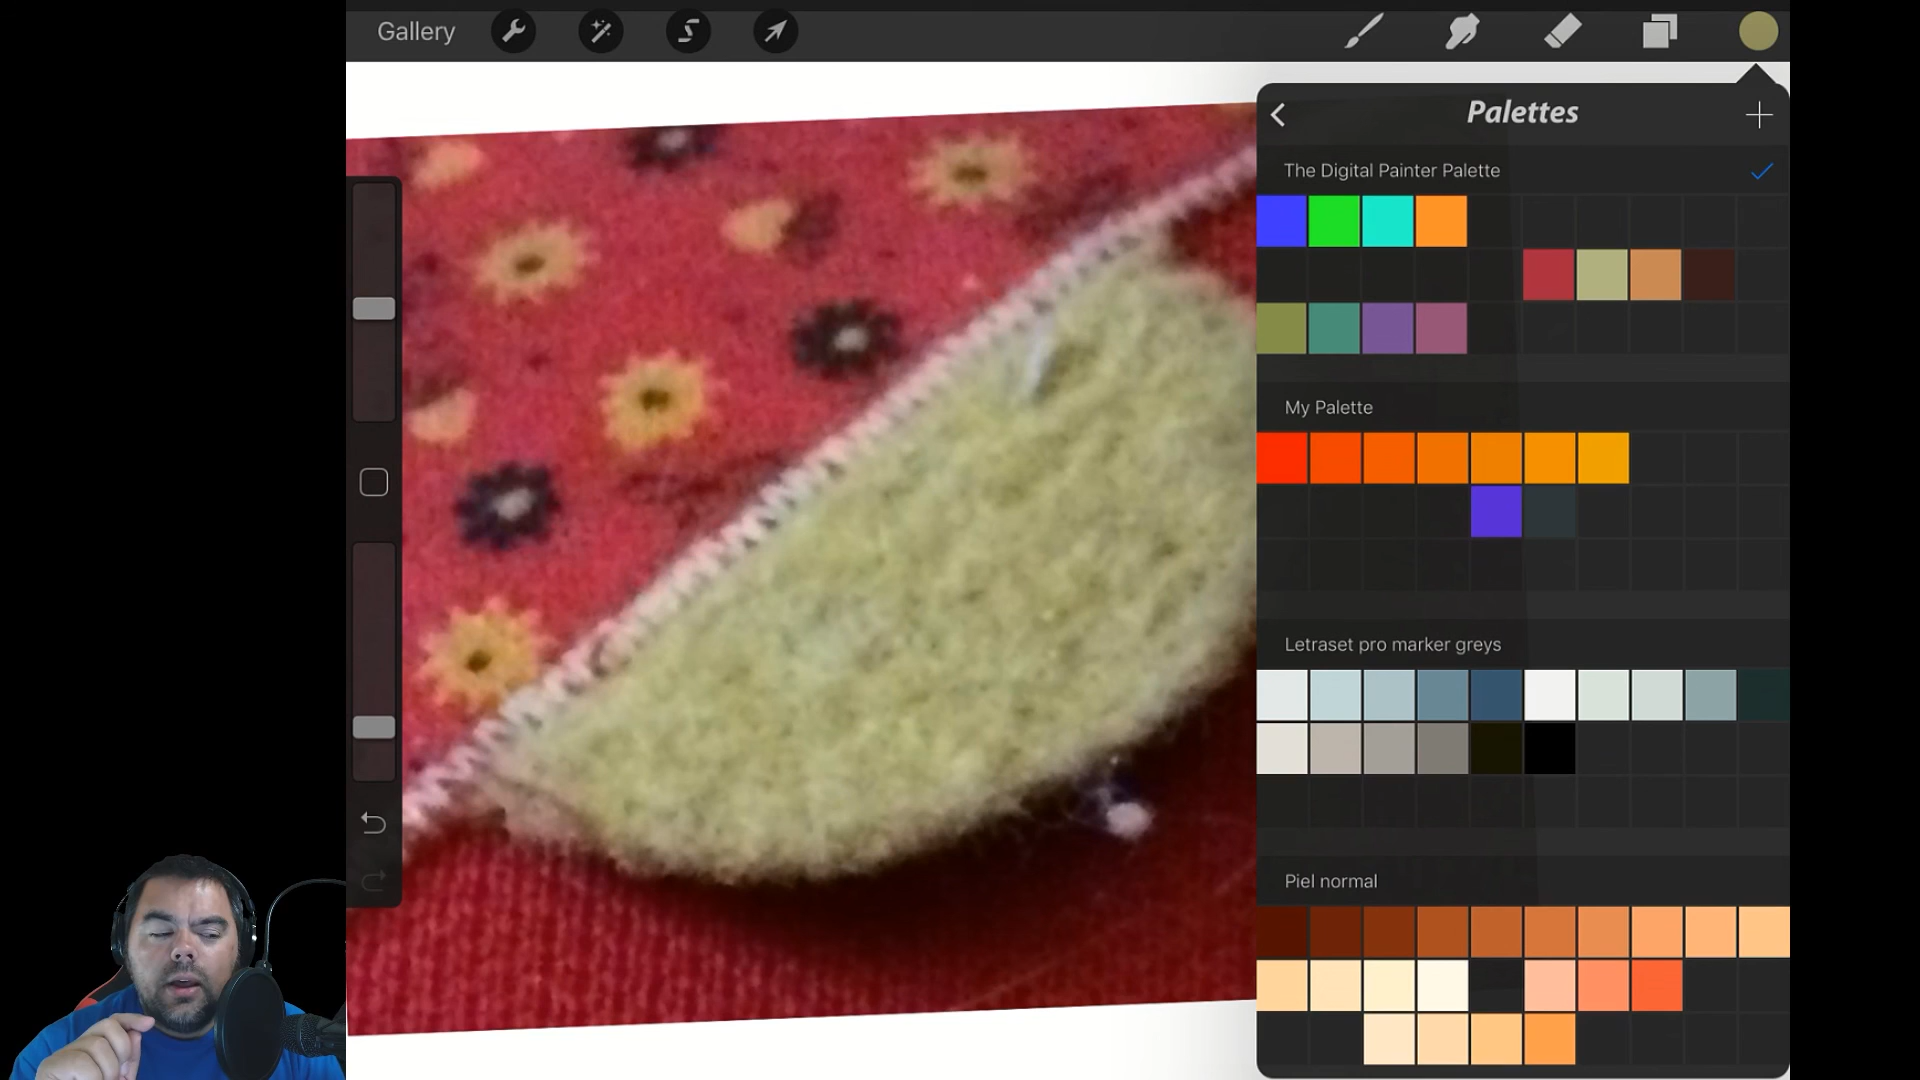 Gallery
Palettes
The Digital Painter Palette
My Palette
Letraset pro marker greys
Piel normal